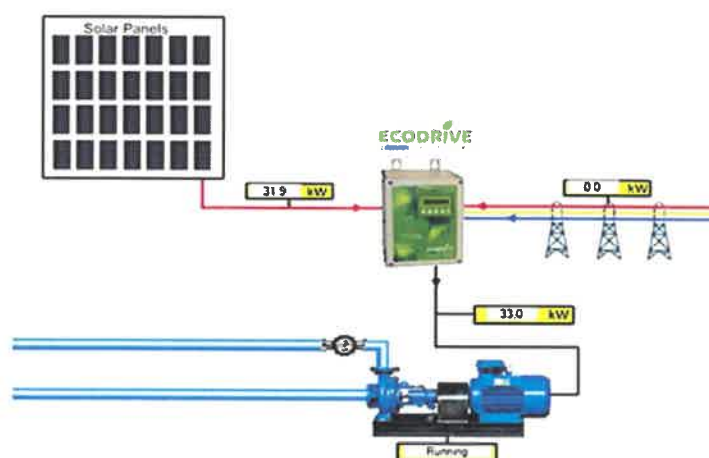 Solar Panels
ECODRIVE
31.9 kW
0.0 kW
33.0 kW
Running